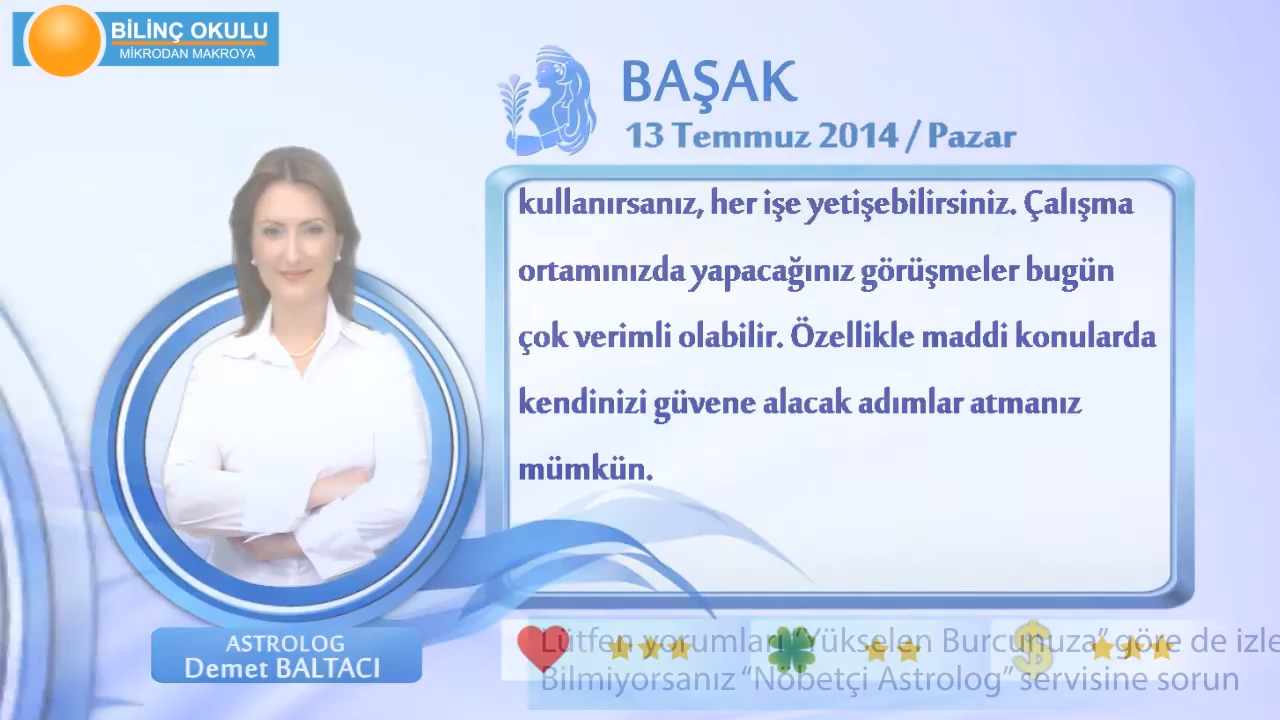 BİLİNÇ OKULU
MİKRODAN MAKROYA
BAŞAK
13 Temmuz 2014 / Pazar
kullanırsanız, her işe yetişebilirsiniz. Çalışma
ortamınızda yapacağınız görüşmeler bugün
çok verimli olabilir. Özellikle maddi konularda
kendinizi güvene alacak adımlar atmanız
mümkün.
ASTROLOG
Demet BALTACI
Lütfen yorumları "Yükselen Burcunuza" göre de izle
Bilmiyorsanız "Nöbetçi Astrolog" servisine sorun